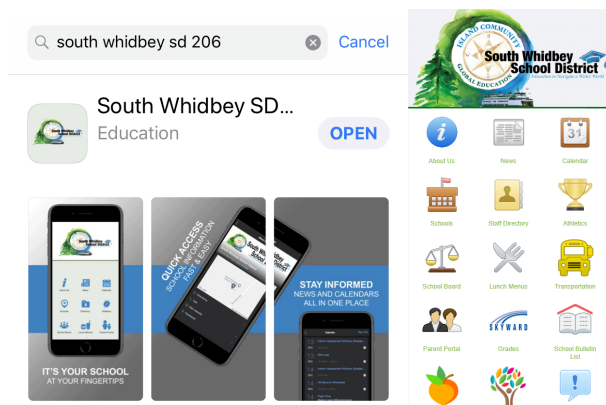 south whidbey sd 206
Cancel
South Whidbey SD...
Education
OPEN
South Whidbey
School District
IT'S YOUR SCHOOL
AT YOUR FINGERTIPS
QUICK ACCESS
SCHOOL INFORMATION
FAST & EASY
STAY INFORMED
NEWS AND CALENDARS
ALL IN ONE PLACE
ISLAND COMMUNITY
GLOBAL EDUCATION
South Whidbey
School District
About Us
News
31
Calendar
Schools
Staff Directory
Athletics
School Board
Lunch Menus
Transportation
Parent Portal
SKYWARD
Grades
School Bulletin
List